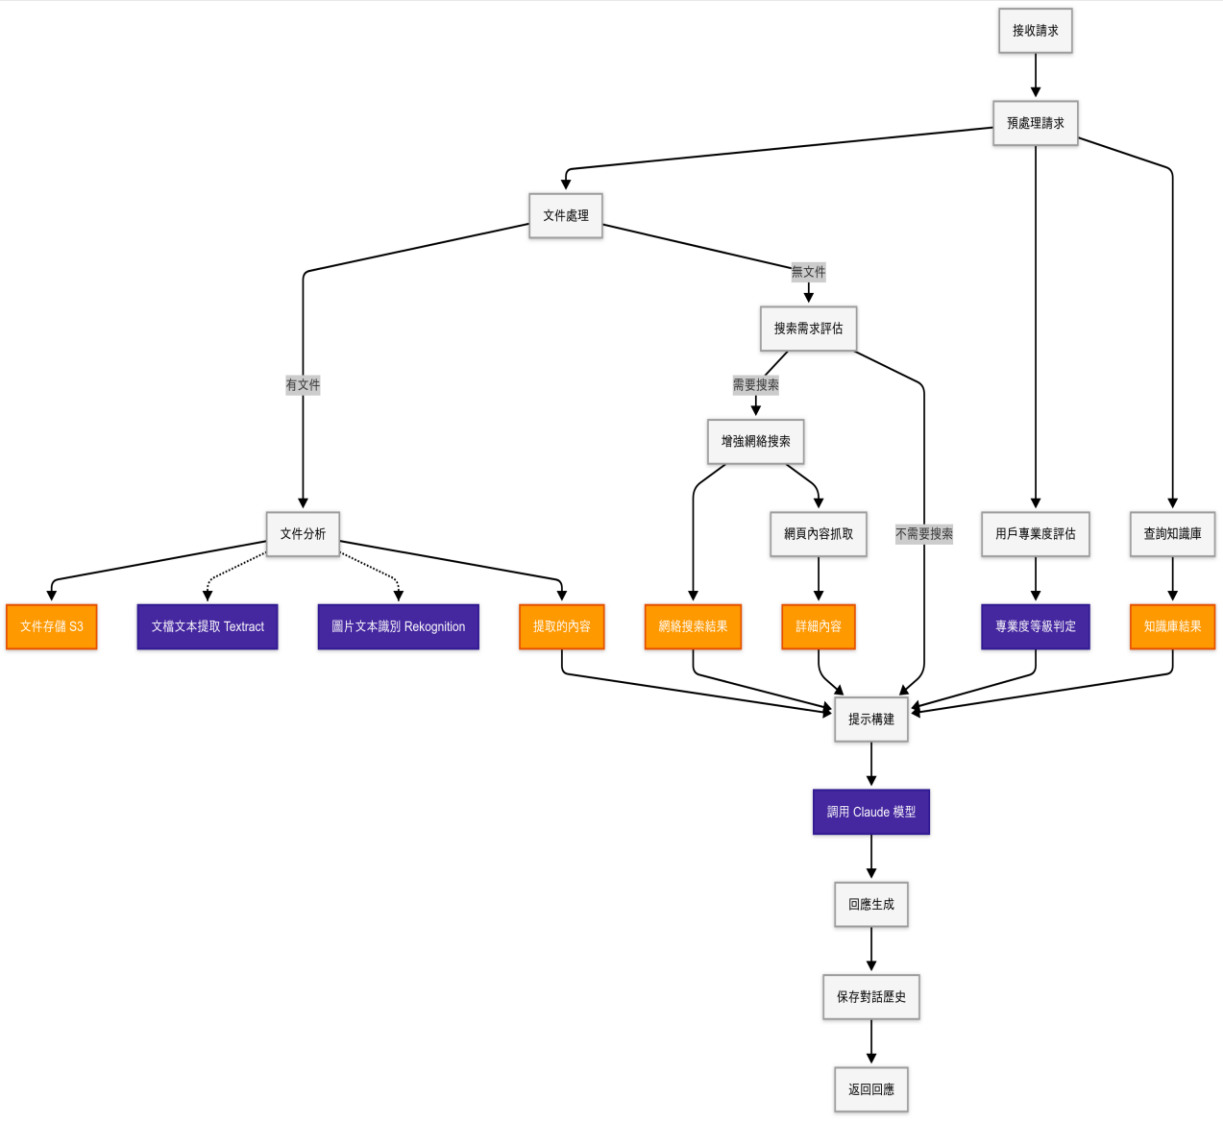 接收請求
預處理請求
文件處理
無文件
搜索需求評估
有文件
需要搜索
增強網絡搜索
文件分析
網頁內容抓取
不需要搜索
用戶專業度評估
查詢知識庫
文件存儲 S3
文檔文本提取 Textract
圖片文本識別 Rekognition
提取的內容
網絡搜索結果
詳細內容
專業度等級判定
知識庫結果
提示構建
調用 Claude 模型
回應生成
保存對話歷史
返回回應